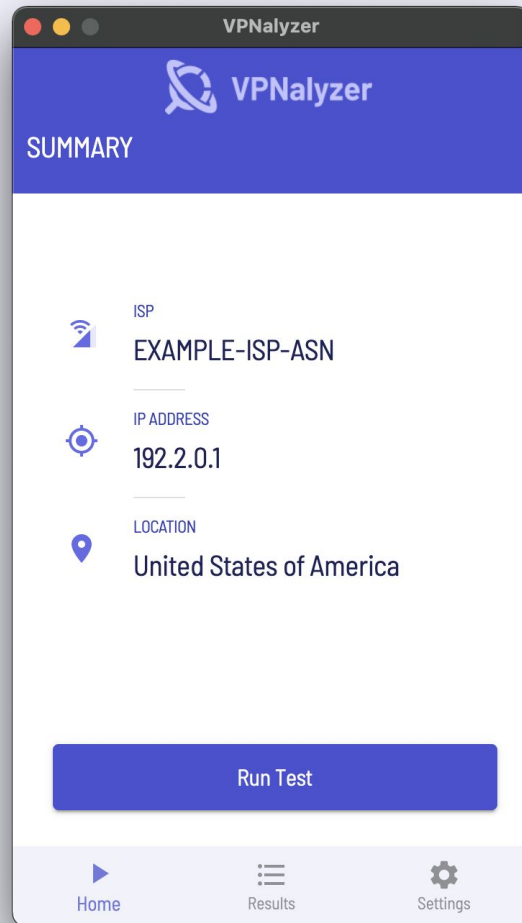 VPNalyzer
VPNalyzer
SUMMARY
ISP
EXAMPLE-ISP-ASN
IP ADDRESS
192.2.0.1
LOCATION
United States of America
Run Test
Home Results Settings